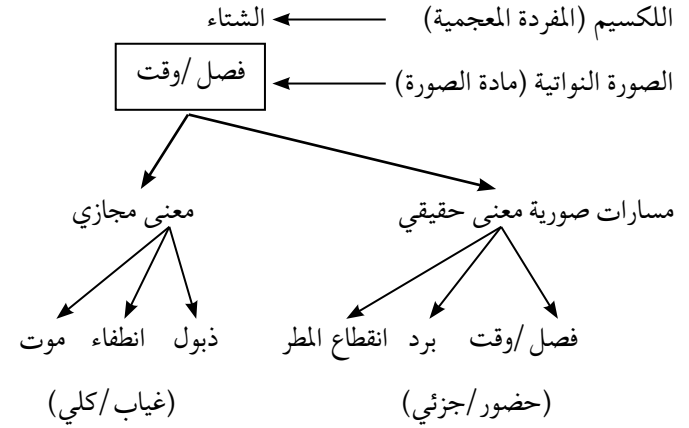 اللكسيم (المفردة المعجمية) الشتاء
الصورة النواتية (مادة الصورة) فصل /وقت
مسارات صورية معنى حقيقي معنى مجازي
فصل /وقت برد انقطاع المطر ذبول انطفاء موت
(حضور/جزئي) (غياب/كلي)